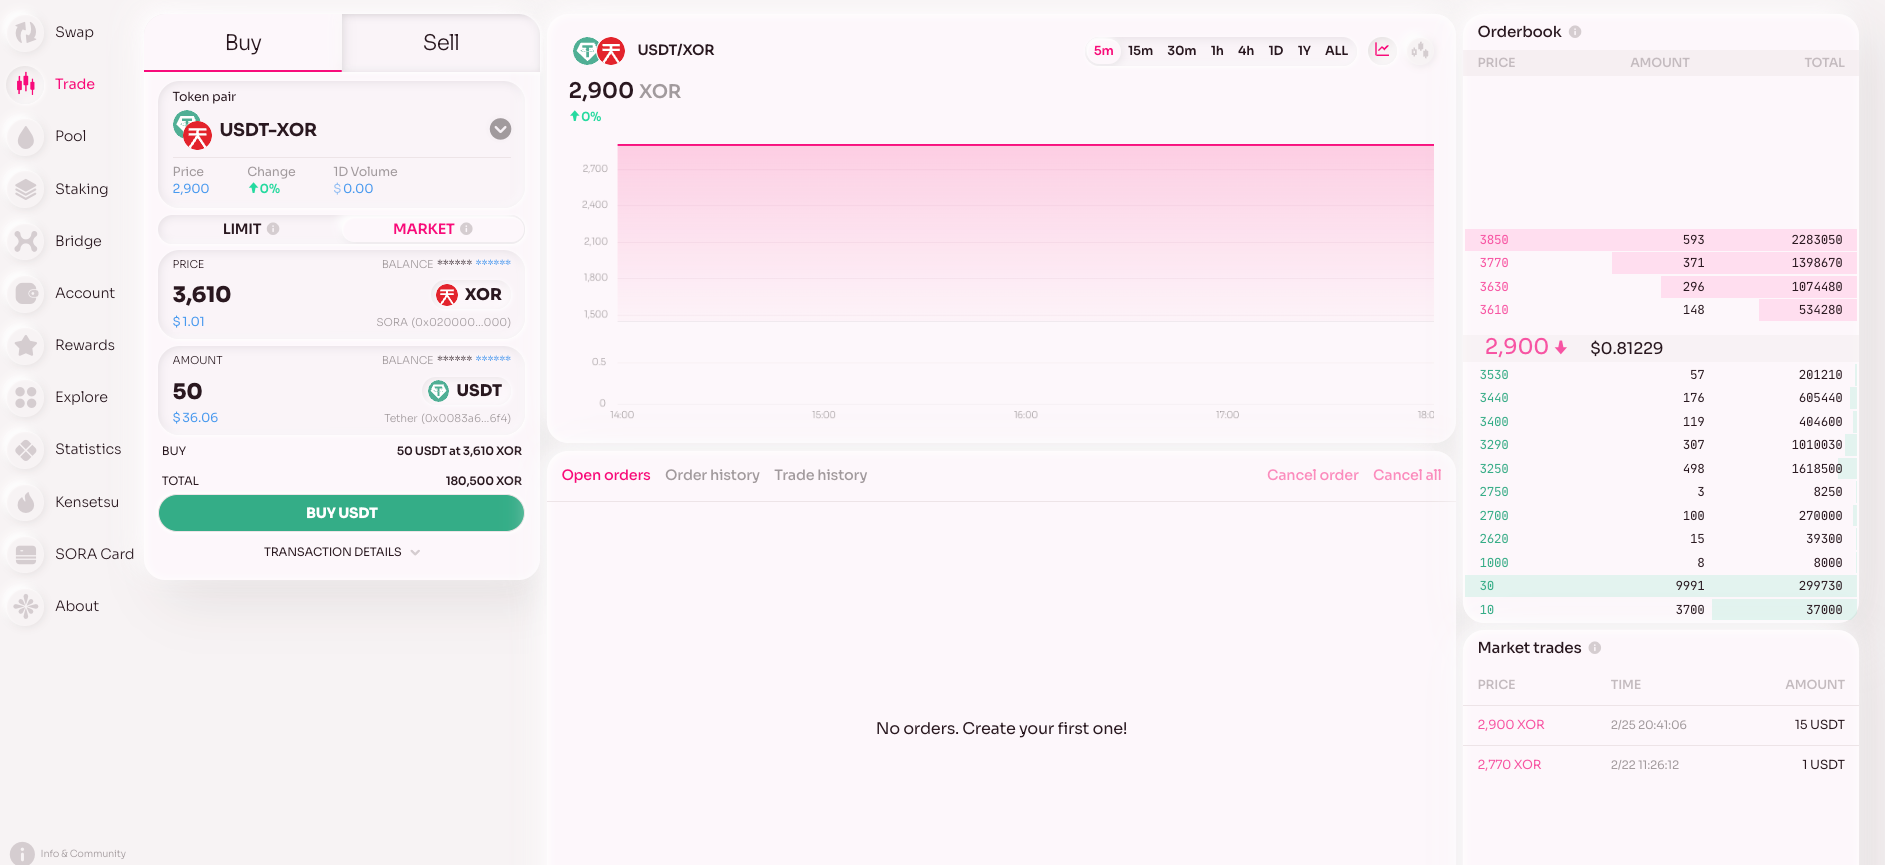 Swap
Trade
Pool
Staking
Bridge
Account
Rewards
Explore
Statistics
Kensetsu
SORA Card
About
Info & Community
Buy
Sell
Token pair
USDT-XOR
Price Change 1D Volume
2,900 0% $0.00
LIMIT MARKET
PRICE BALANCE ****** ******
3,610 XOR
$1.01 SORA (0x020000...000)
AMOUNT BALANCE ****** ******
50 USDT
$36.06 Tether (0x0083a6...6f4)
BUY 50 USDT at 3,610 XOR
TOTAL 180,500 XOR
BUY USDT
TRANSACTION DETAILS
USDT/XOR
5m 15m 30m 1h 4h 1D 1Y ALL
2,900 XOR
0%
2,700
2,400
2,100
1,800
1,500
0.5
0
14:00 15:00 16:00 17:00 18:0
Open orders Order history Trade history Cancel order Cancel all
No orders. Create your first one!
Orderbook
PRICE AMOUNT TOTAL
3850 593 2283050
3770 371 1398670
3630 296 1074480
3610 148 534280
2,900 $0.81229
3530 57 201210
3440 176 605440
3400 119 404600
3290 307 1010030
3250 498 1618500
2750 3 8250
2700 100 270000
2620 15 39300
1000 8 8000
30 9991 299730
10 3700 37000
Market trades
PRICE TIME AMOUNT
2,900 XOR 2/25 20:41:06 15 USDT
2,770 XOR 2/22 11:26:12 1 USDT